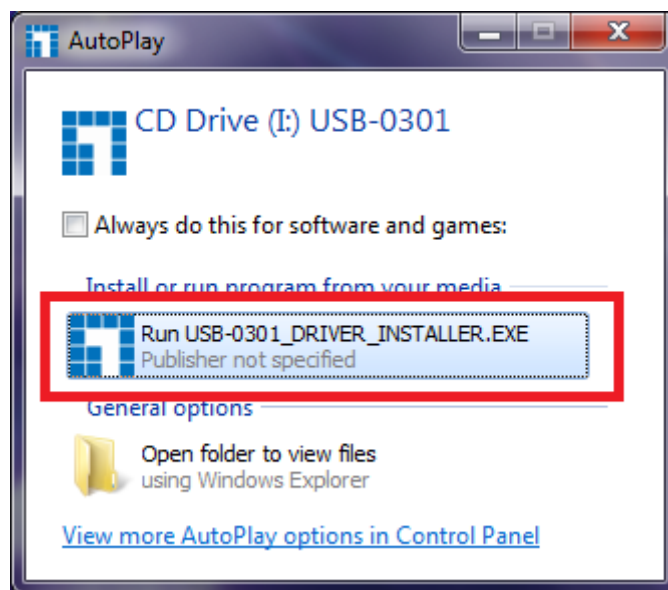 AutoPlay
CD Drive (I:) USB-0301
Always do this for software and games:
Install or run program from your media
Run USB-0301_DRIVER_INSTALLER.EXE
Publisher not specified
General options
Open folder to view files
using Windows Explorer
View more AutoPlay options in Control Panel